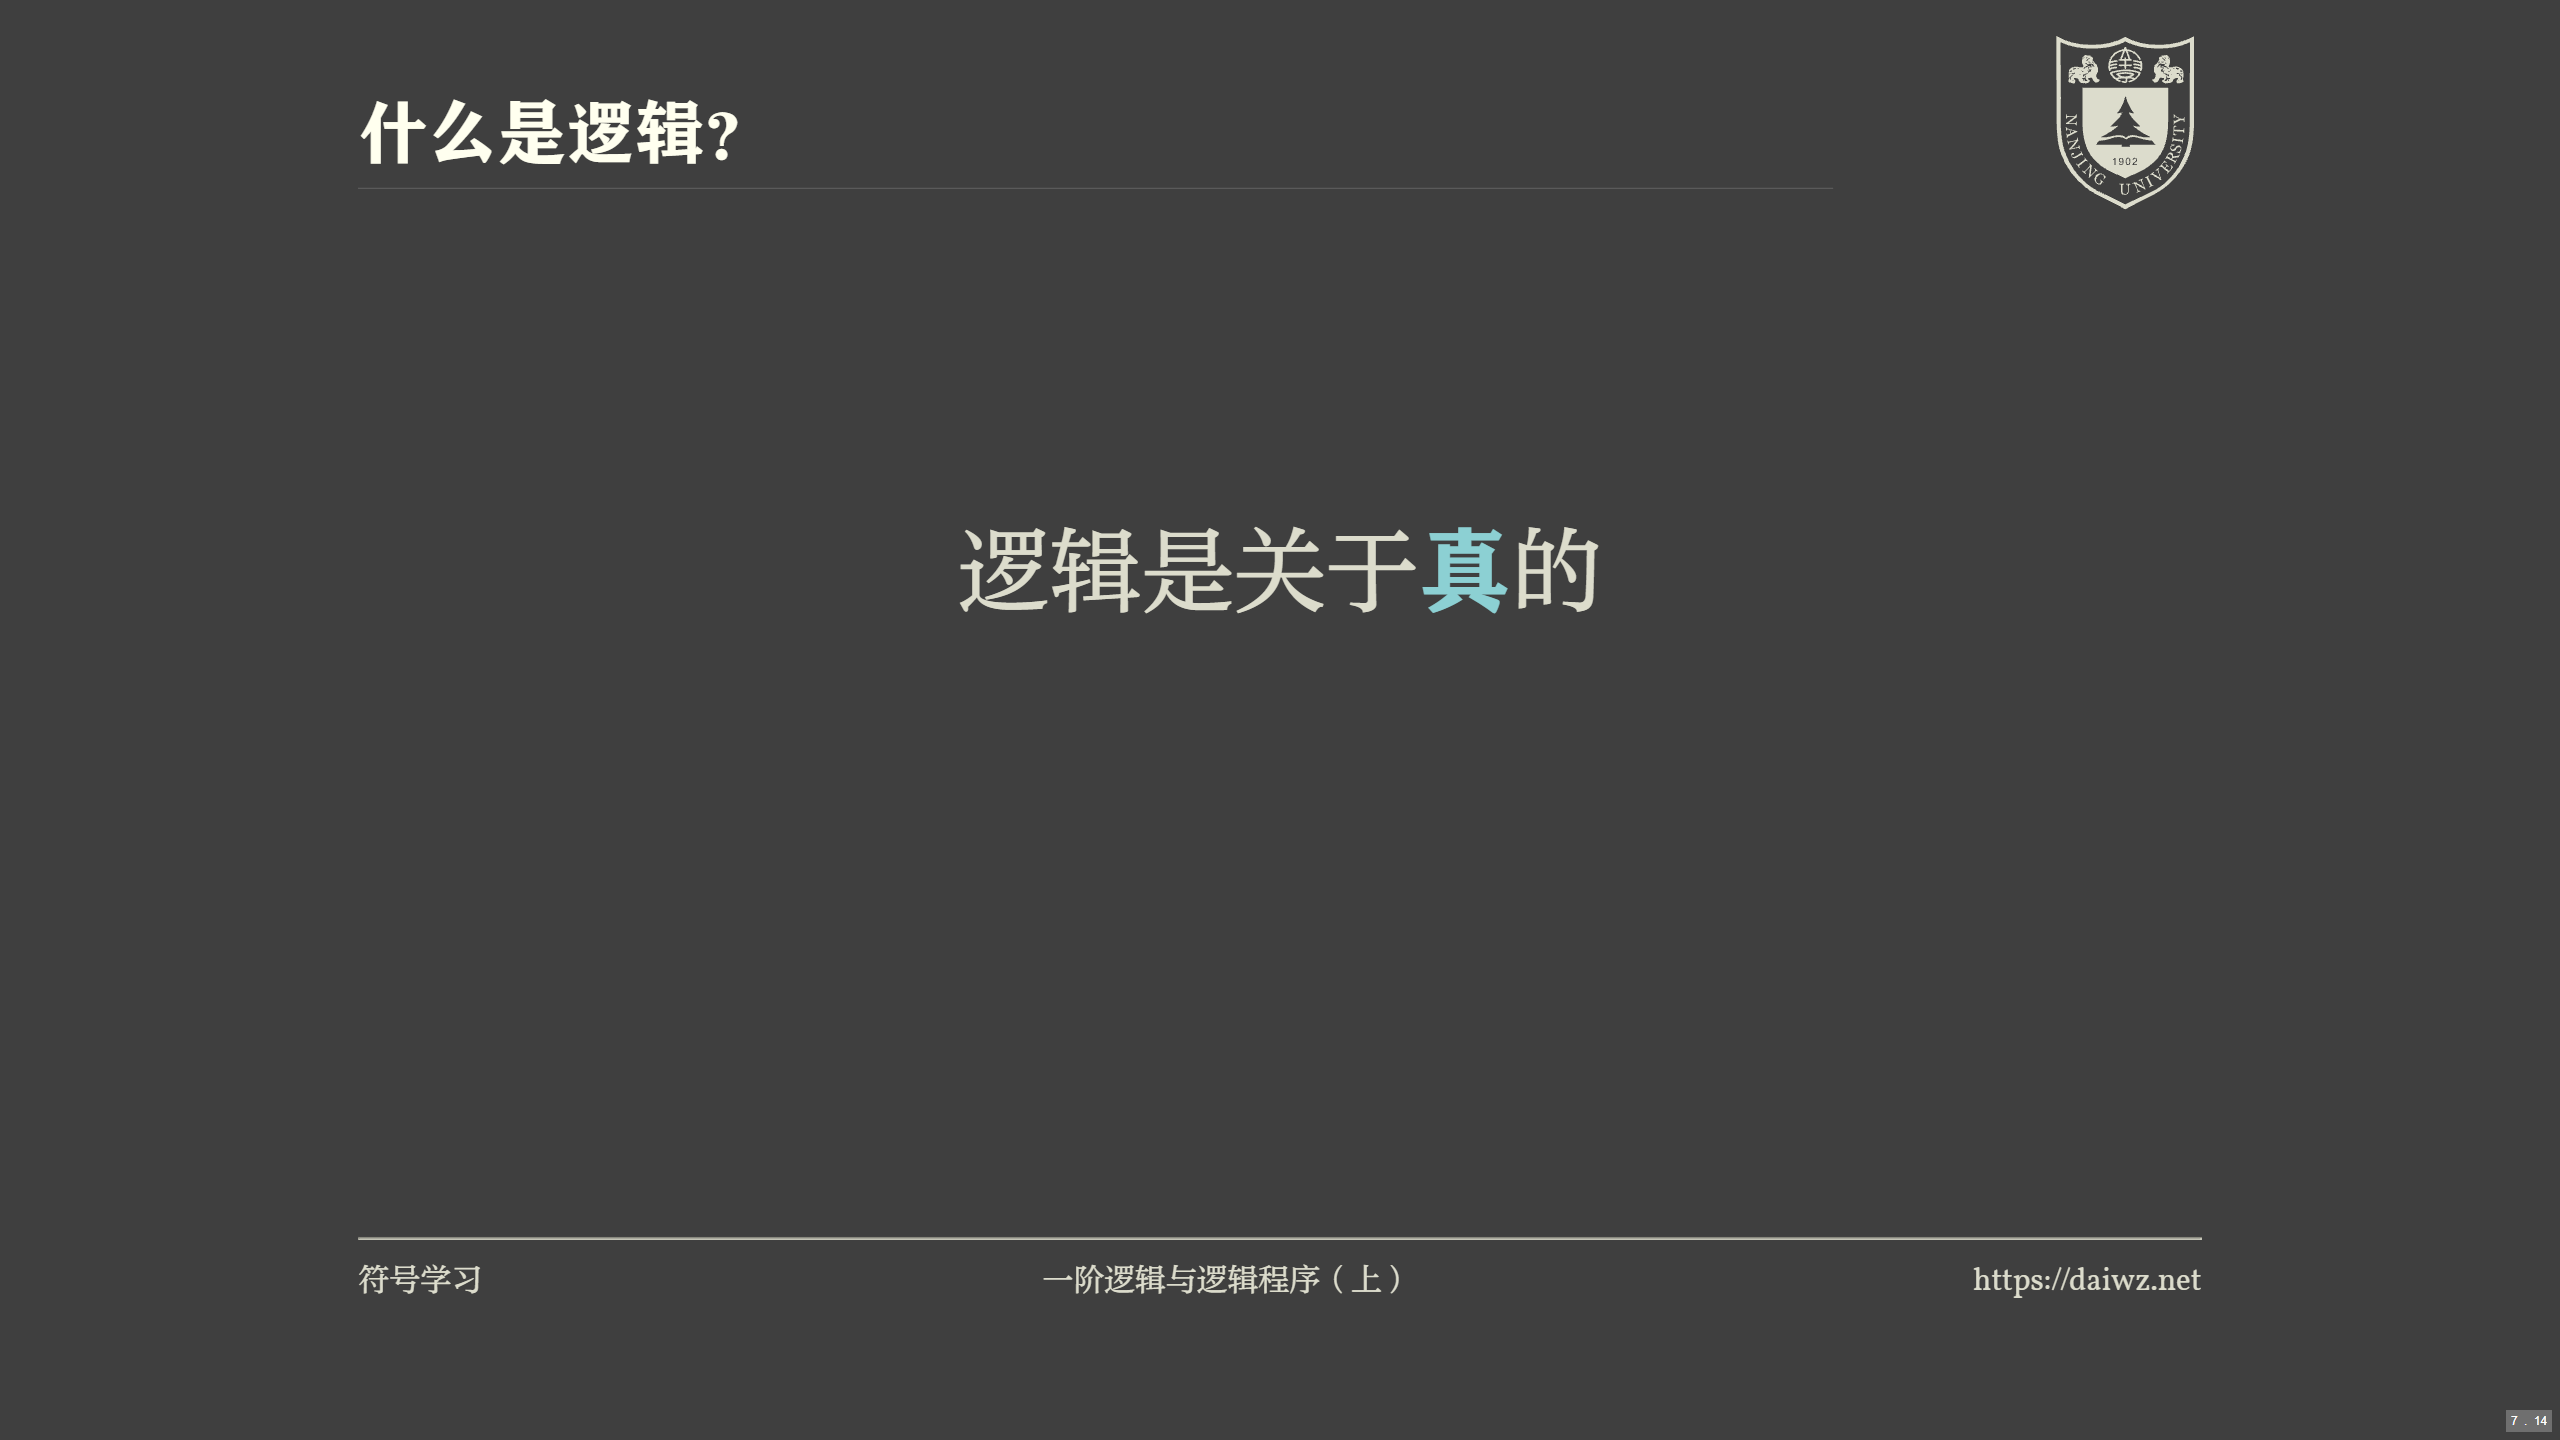 什么是逻辑?
NANJING UNIVERSITY
1902
逻辑是关于真的
符号学习
一阶逻辑与逻辑程序（上）
https://daiwz.net
7 . 14